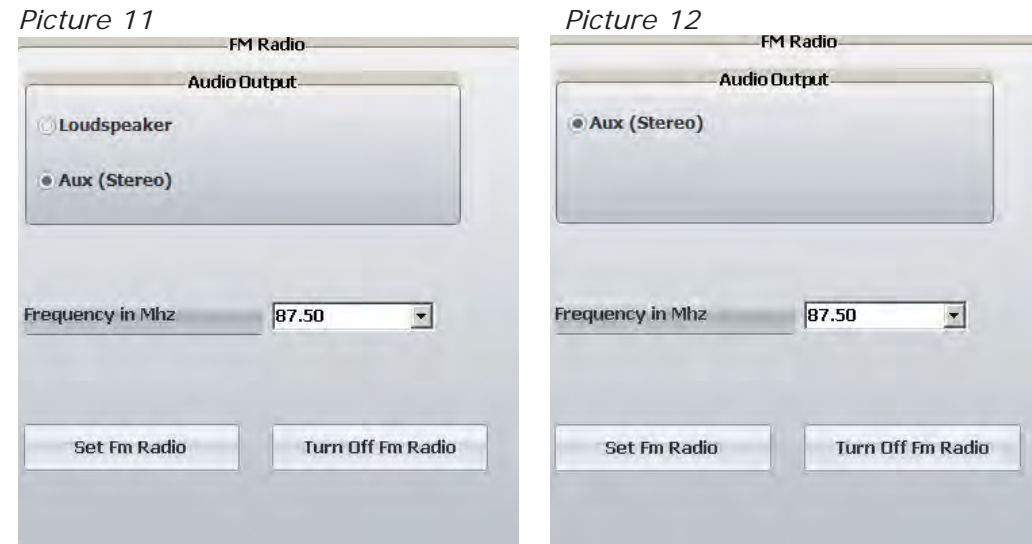 Picture 11
FM Radio
Audio Output
Loudspeaker
Aux (Stereo)
Frequency in Mhz 87.50
Set Fm Radio Turn Off Fm Radio
Picture 12
FM Radio
Audio Output
Aux (Stereo)
Frequency in Mhz 87.50
Set Fm Radio Turn Off Fm Radio